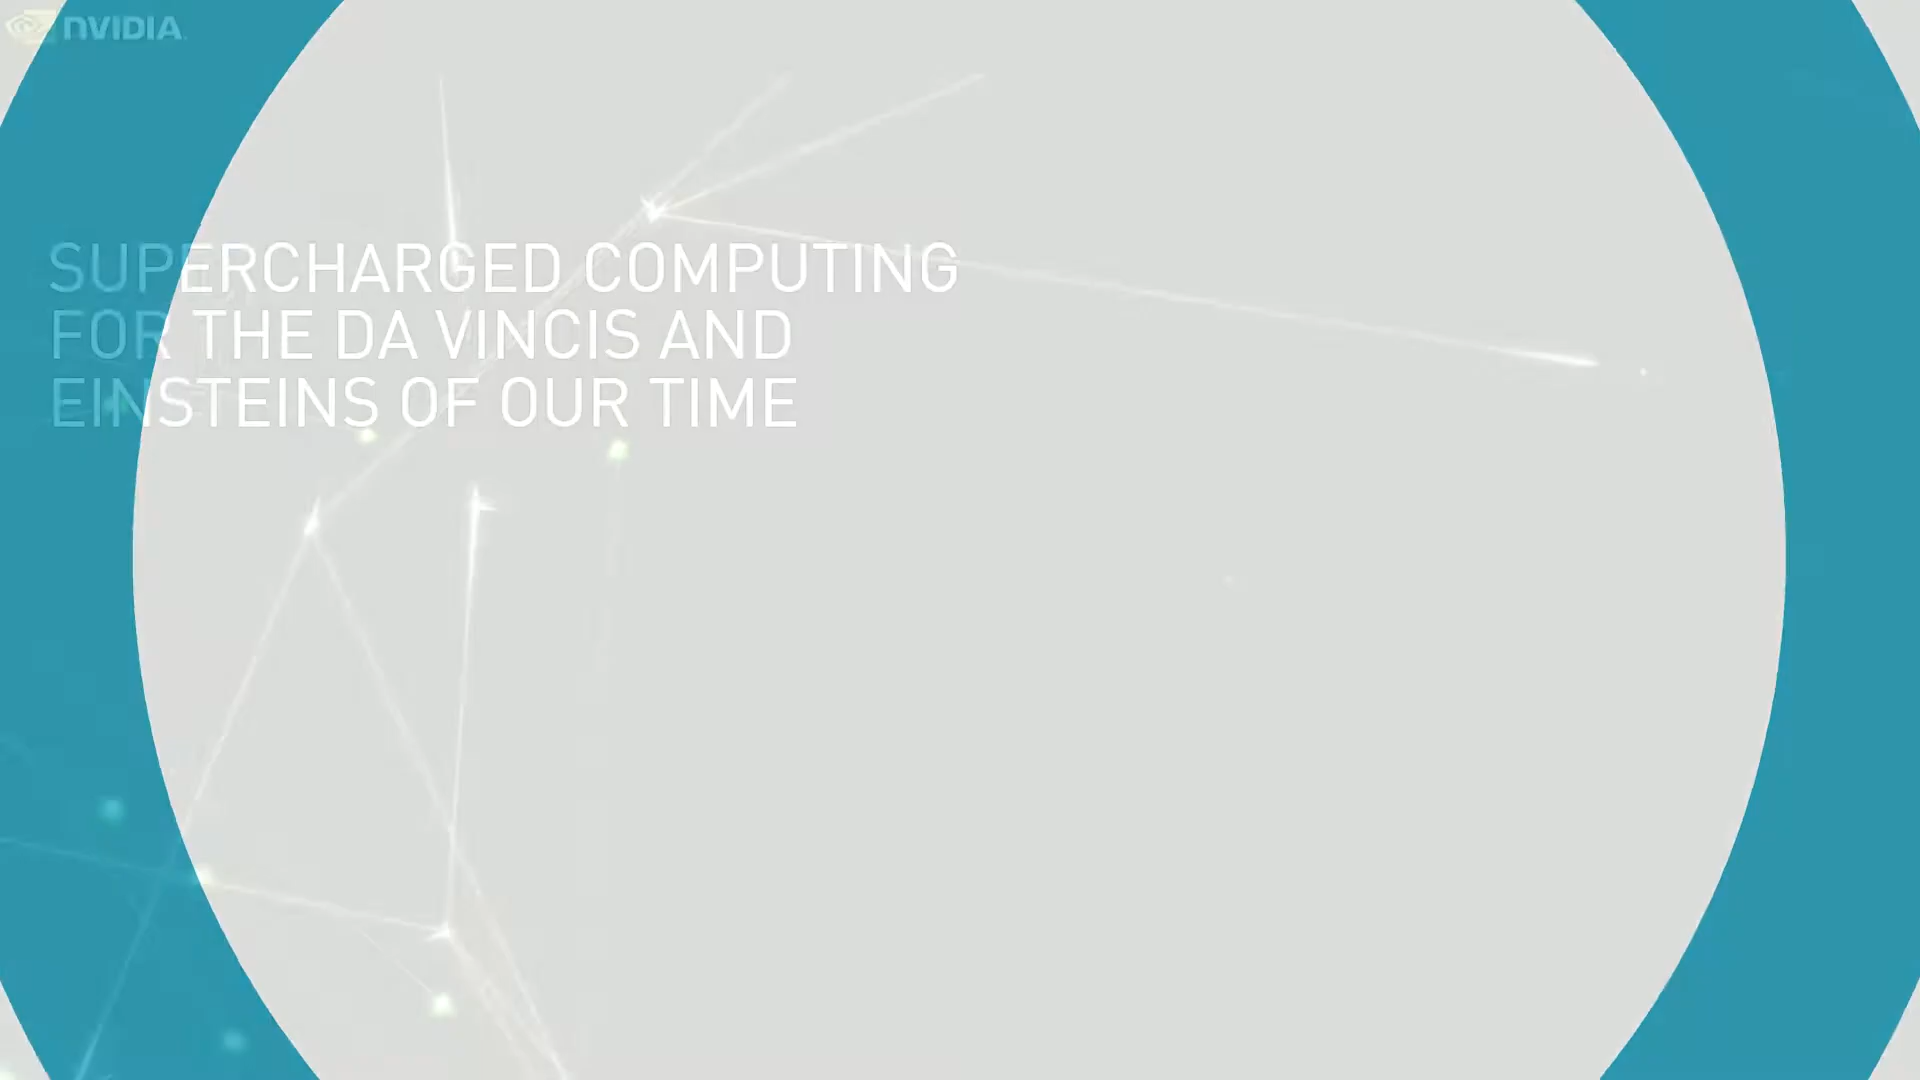 NVIDIA
SUPERCHARGED COMPUTING
FOR THE DA VINCIS AND
EINSTEINS OF OUR TIME